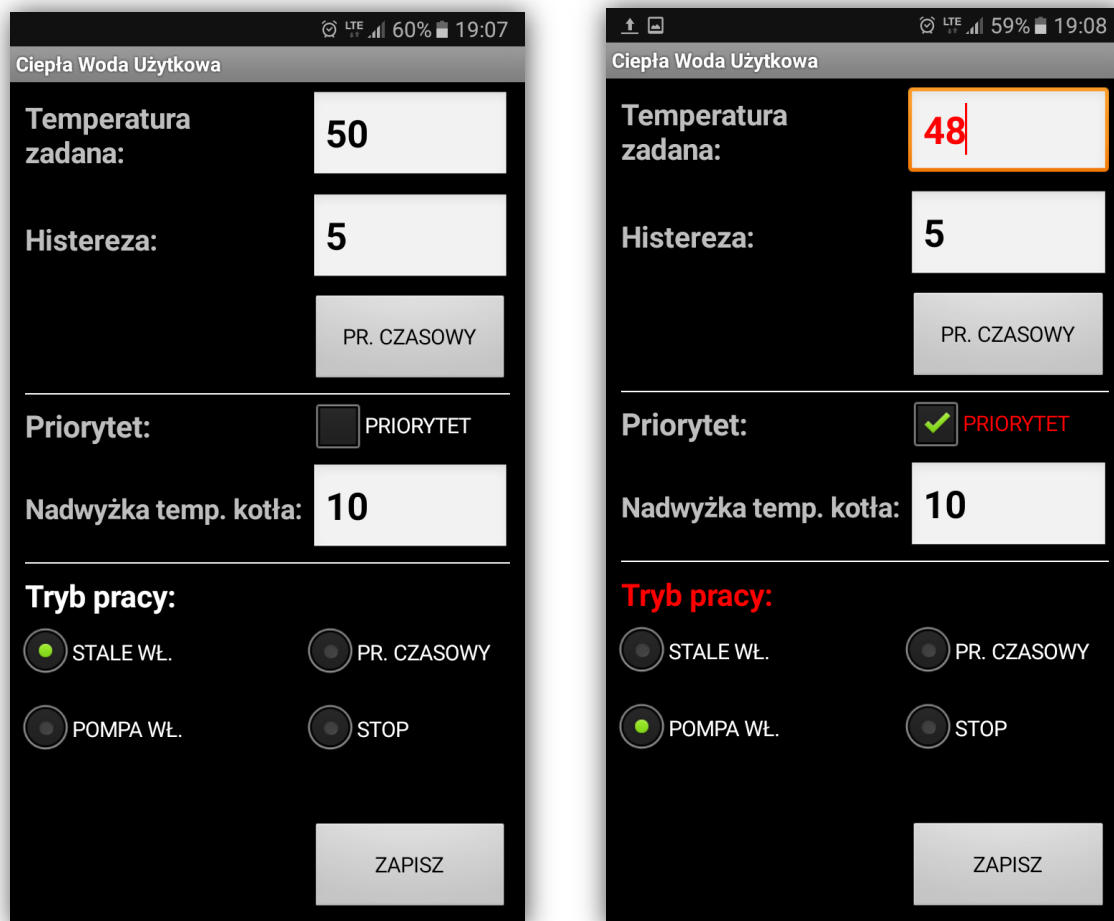 LTE 60% 19:07
Ciepła Woda Użytkowa
Temperatura
zadana:
50
Histereza:
5
PR. CZASOWY
Priorytet:
PRIORYTET
Nadwyżka temp. kotła:
10
Tryb pracy:
STALE WŁ.
PR. CZASOWY
POMPA WŁ.
STOP
ZAPISZ
LTE 59% 19:08
Ciepła Woda Użytkowa
Temperatura
zadana:
48
Histereza:
5
PR. CZASOWY
Priorytet:
PRIORYTET
Nadwyżka temp. kotła:
10
Tryb pracy:
STALE WŁ.
PR. CZASOWY
POMPA WŁ.
STOP
ZAPISZ